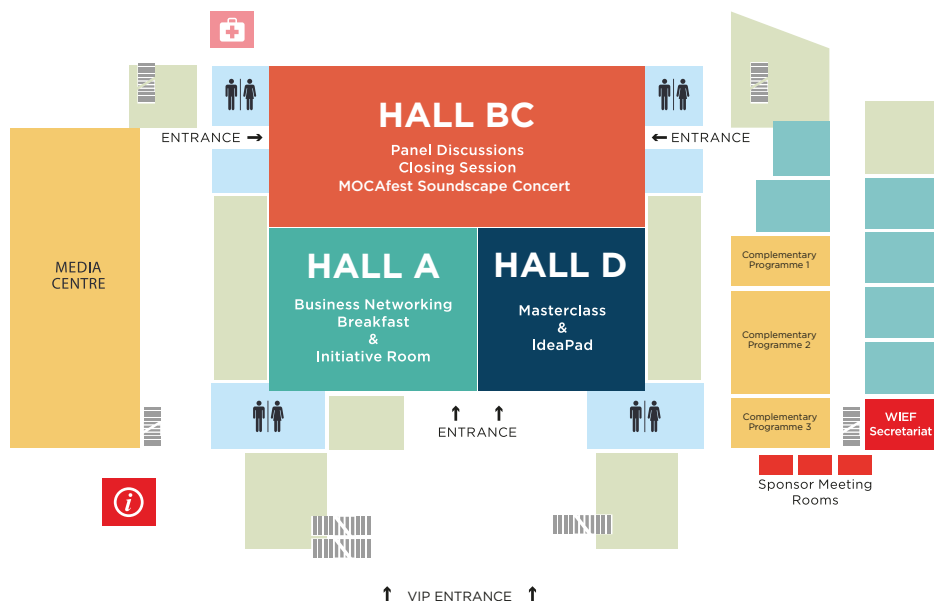 HALL BC
Panel Discussions
Closing Session
MOCAfest Soundscape Concert
ENTRANCE
ENTRANCE
MEDIA
CENTRE
HALL A
Business Networking
Breakfast
&
Initiative Room
HALL D
Masterclass
&
IdeaPad
Complementary
Programme 1
Complementary
Programme 2
Complementary
Programme 3
WIEF
Secretariat
ENTRANCE
Sponsor Meeting
Rooms
i
VIP ENTRANCE